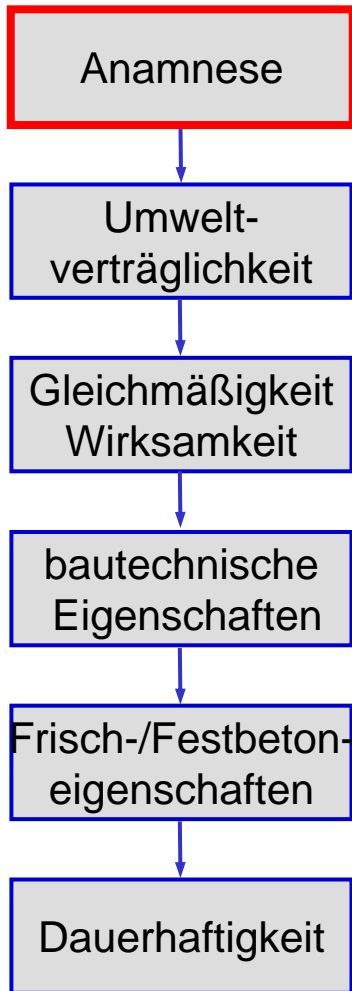 Anamnese
Umwelt-
verträglichkeit
Gleichmäßigkeit
Wirksamkeit
bautechnische
Eigenschaften
Frisch-/Festbeton-
eigenschaften
Dauerhaftigkeit